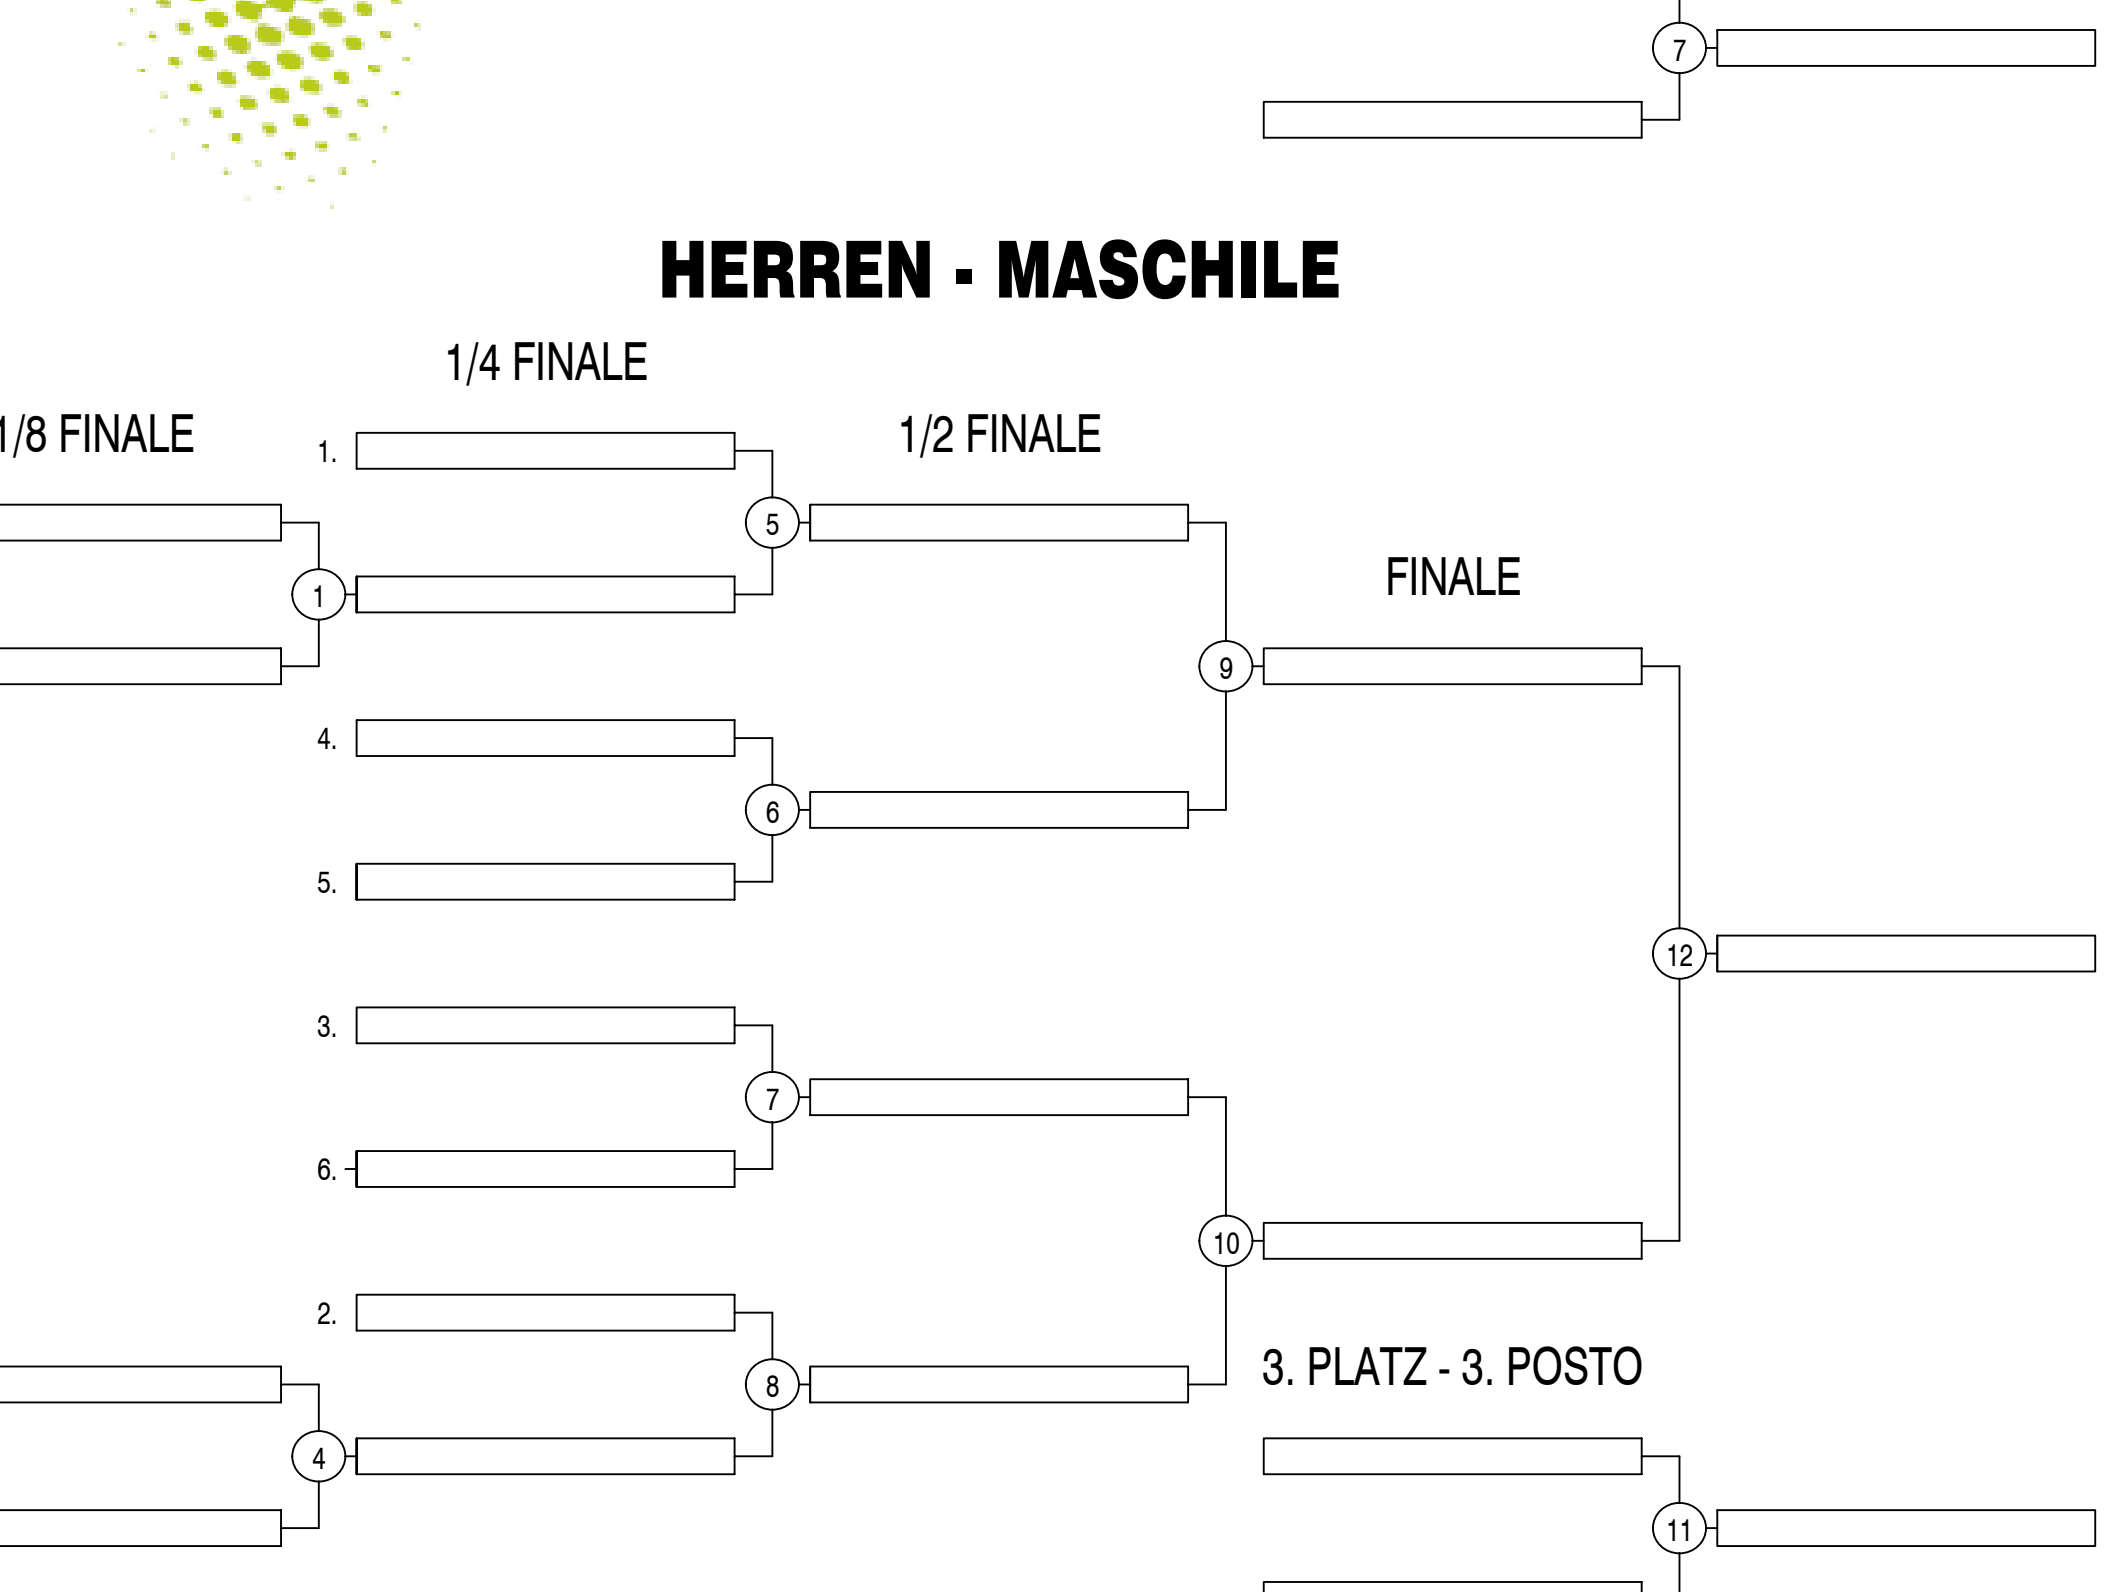 7
HERREN - MASCHILE
1/4 FINALE
1/8 FINALE
1/2 FINALE
1.
5
FINALE
1
9
4.
6
5.
12
3.
7
6.
10
2.
3. PLATZ - 3. POSTO
8
4
11